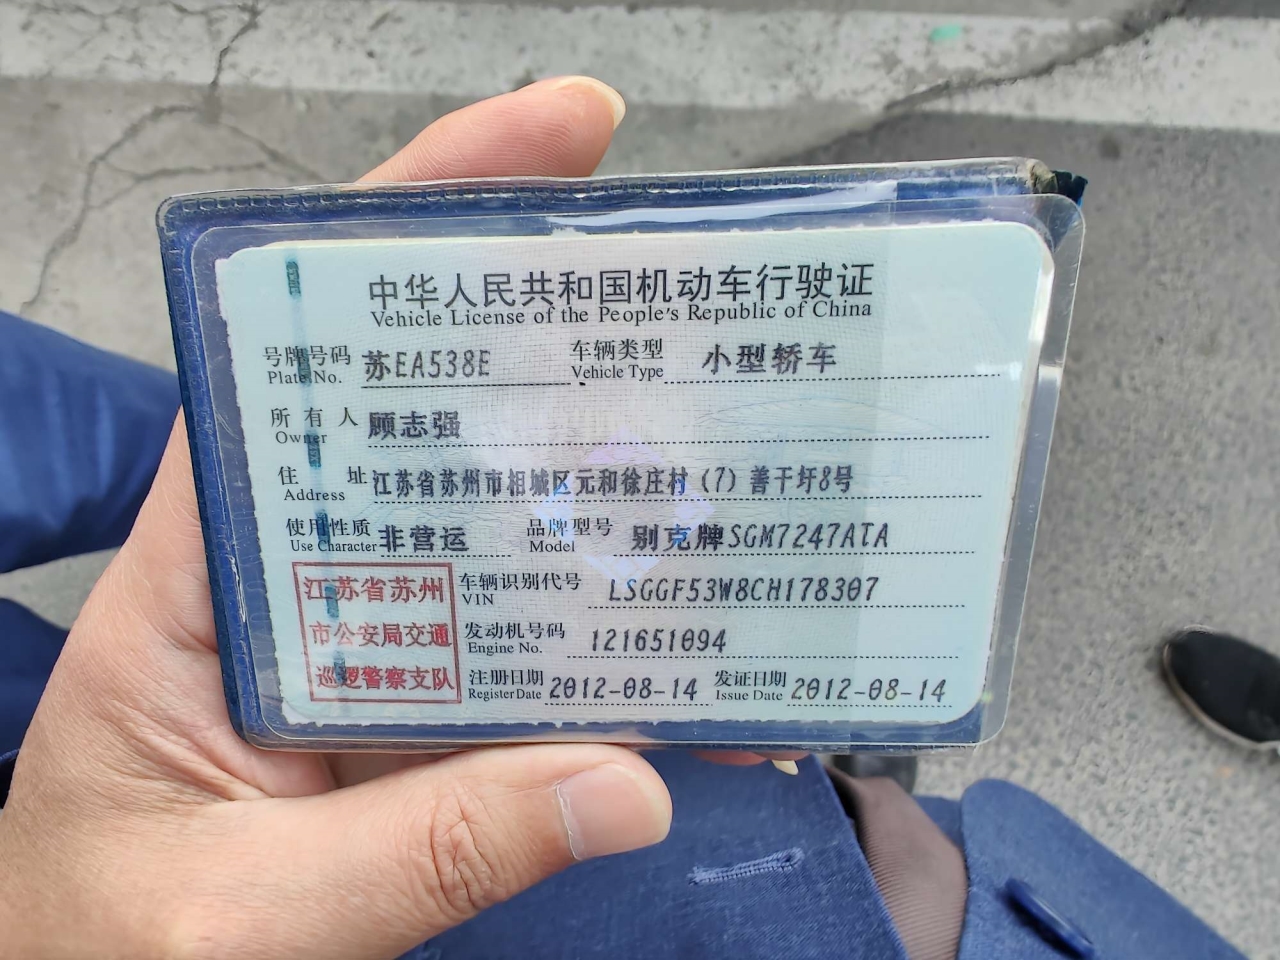 中华人民共和国机动车行驶证
Vehicle License of the People's Republic of China
号牌号码 苏EA538E 车辆类型 小型轿车
Plate No. Vehicle Type
所有人 顾志强
Owner
住址 江苏省苏州市相城区元和徐庄村（7）善干圩8号
Address
使用性质 非营运 品牌型号 别克牌SGM7247ATA
Use Character Model
江苏省苏州
市公安局交通
巡逻警察支队
车辆识别代号 LSGGF53W8CH178307
VIN
发动机号码 121651094
Engine No.
注册日期 2012-08-14 发证日期 2012-08-14
Register Date Issue Date